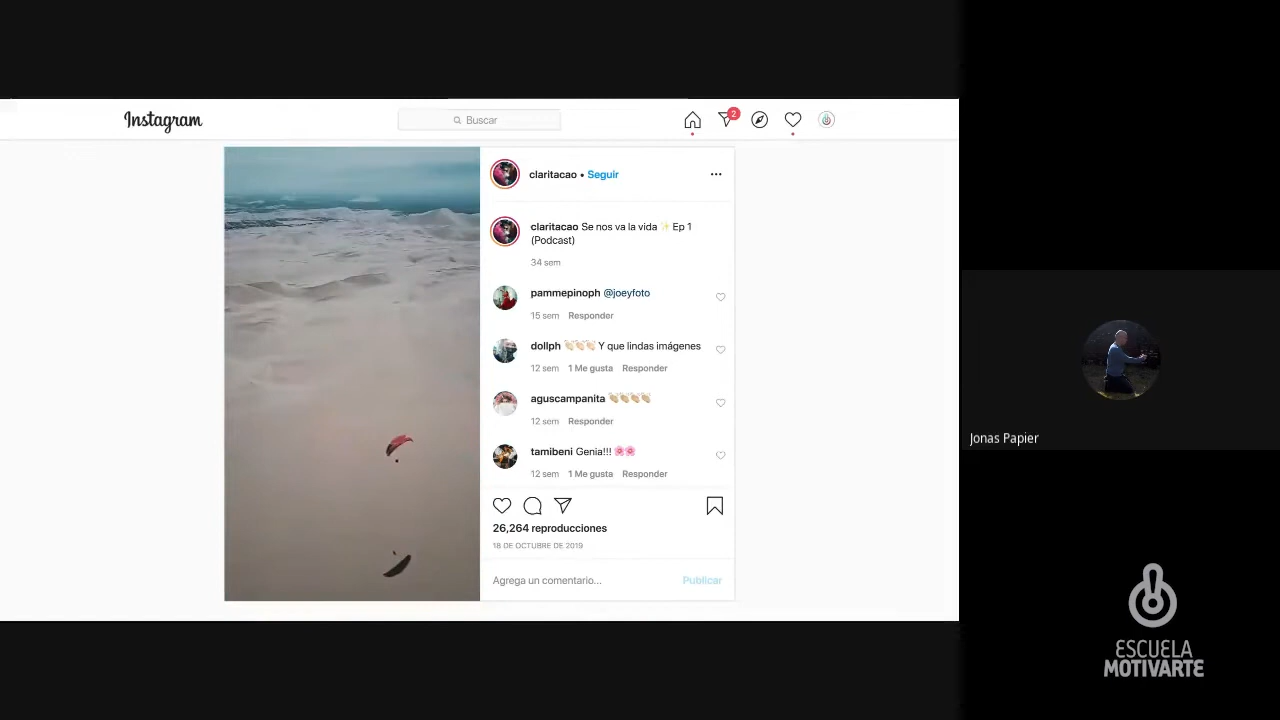 Instagram
Buscar
2
claritacao • Seguir
claritacao Se nos va la vida ✨ Ep 1
(Podcast)
34 sem
pammepinoph @joeyfoto
15 sem Responder
dollph 👏🏻👏🏻👏🏻 Y que lindas imágenes
12 sem 1 Me gusta Responder
aguscampanita 👏🏼👏🏼👏🏼👏🏼
12 sem Responder
tamibeni Genia!!! 🌸🌸
12 sem 1 Me gusta Responder
26,264 reproducciones
18 DE OCTUBRE DE 2019
Agrega un comentario... Publicar
Jonas Papier
ESCUELA
MOTIVARTE